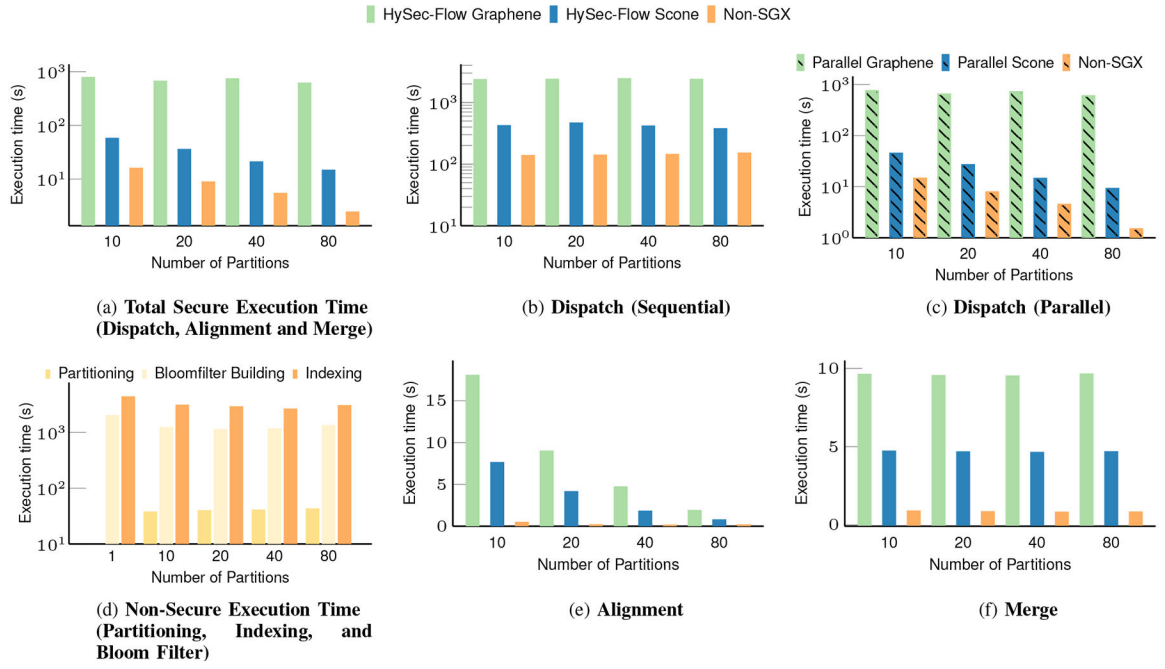 HySec-Flow Graphene HySec-Flow Scone Non-SGX
Execution time (s)
10³
10²
10¹
10 20 40 80
Number of Partitions
(a) Total Secure Execution Time
(Dispatch, Alignment and Merge)
Execution time (s)
10³
10²
10¹
10 20 40 80
Number of Partitions
(b) Dispatch (Sequential)
Parallel Graphene Parallel Scone Non-SGX
Execution time (s)
10³
10²
10¹
10⁰
10 20 40 80
Number of Partitions
(c) Dispatch (Parallel)
Partitioning Bloomfilter Building Indexing
Execution time (s)
10³
10²
10¹
1 10 20 40 80
Number of Partitions
(d) Non-Secure Execution Time
(Partitioning, Indexing, and
Bloom Filter)
Execution time (s)
15
10
5
0
10 20 40 80
Number of Partitions
(e) Alignment
Execution time (s)
10
5
0
10 20 40 80
Number of Partitions
(f) Merge